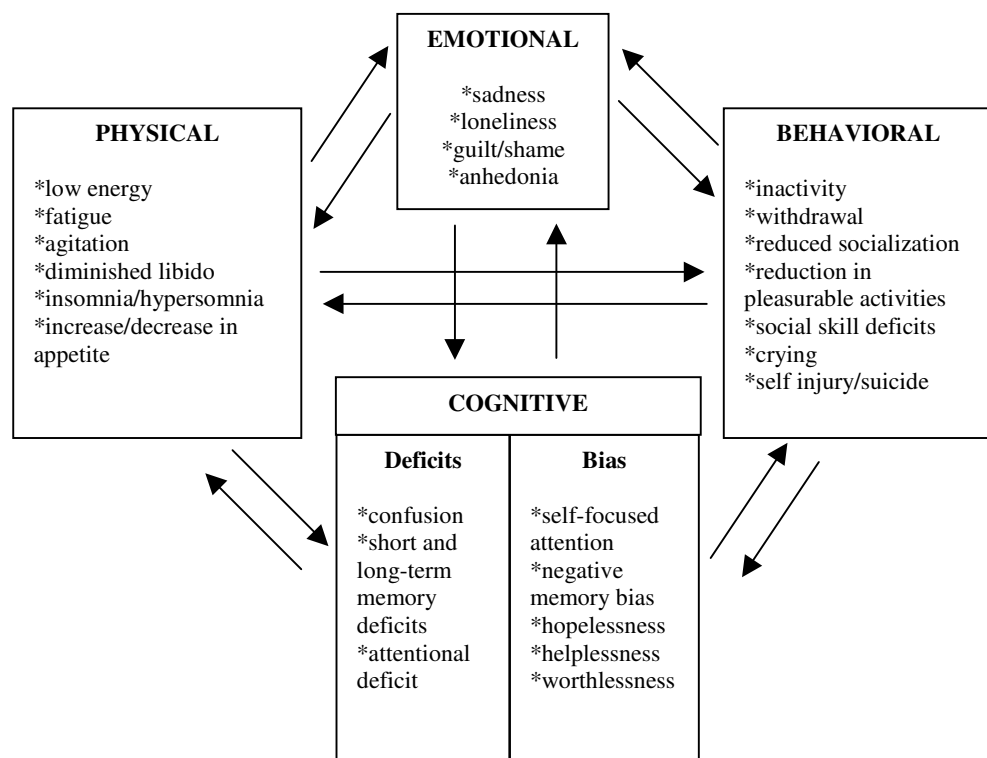 EMOTIONAL
*sadness
*loneliness
*guilt/shame
*anhedonia
PHYSICAL
*low energy
*fatigue
*agitation
*diminished libido
*insomnia/hypersomnia
*increase/decrease in
appetite
BEHAVIORAL
*inactivity
*withdrawal
*reduced socialization
*reduction in
pleasurable activities
*social skill deficits
*crying
*self injury/suicide
COGNITIVE
Deficits
*confusion
*short and
long-term
memory
deficits
*attentional
deficit
Bias
*self-focused
attention
*negative
memory bias
*hopelessness
*helplessness
*worthlessness